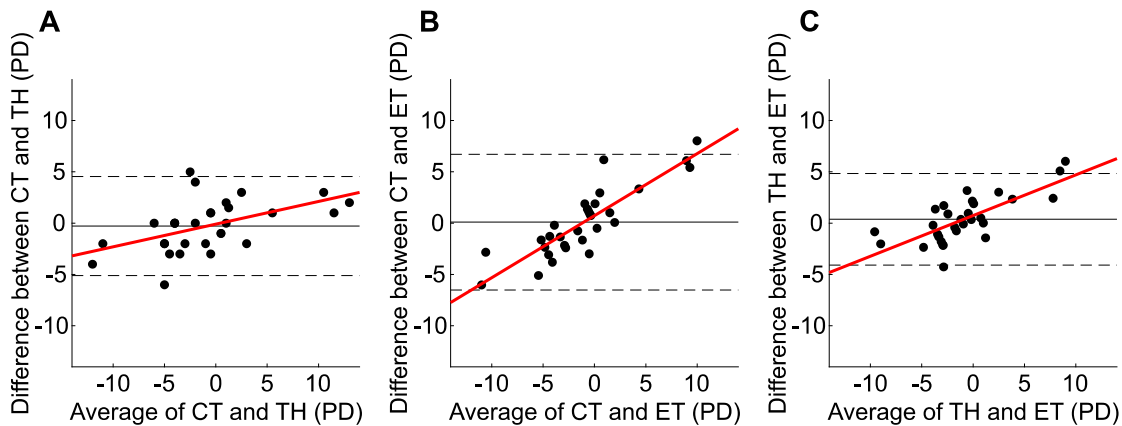 A
Difference between CT and TH (PD)
10
5
0
-5
-10
-10 -5 0 5 10
Average of CT and TH (PD)
B
Difference between CT and ET (PD)
10
5
0
-5
-10
-10 -5 0 5 10
Average of CT and ET (PD)
C
Difference between TH and ET (PD)
10
5
0
-5
-10
-10 -5 0 5 10
Average of TH and ET (PD)